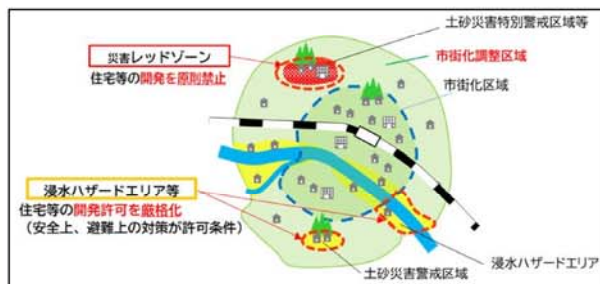 土砂災害特別警戒区域等
災害レッドゾーン
住宅等の開発を原則禁止
市街化調整区域
市街化区域
浸水ハザードエリア等
住宅等の開発許可を厳格化
（安全上、避難上の対策が許可条件）
浸水ハザードエリア
土砂災害警戒区域